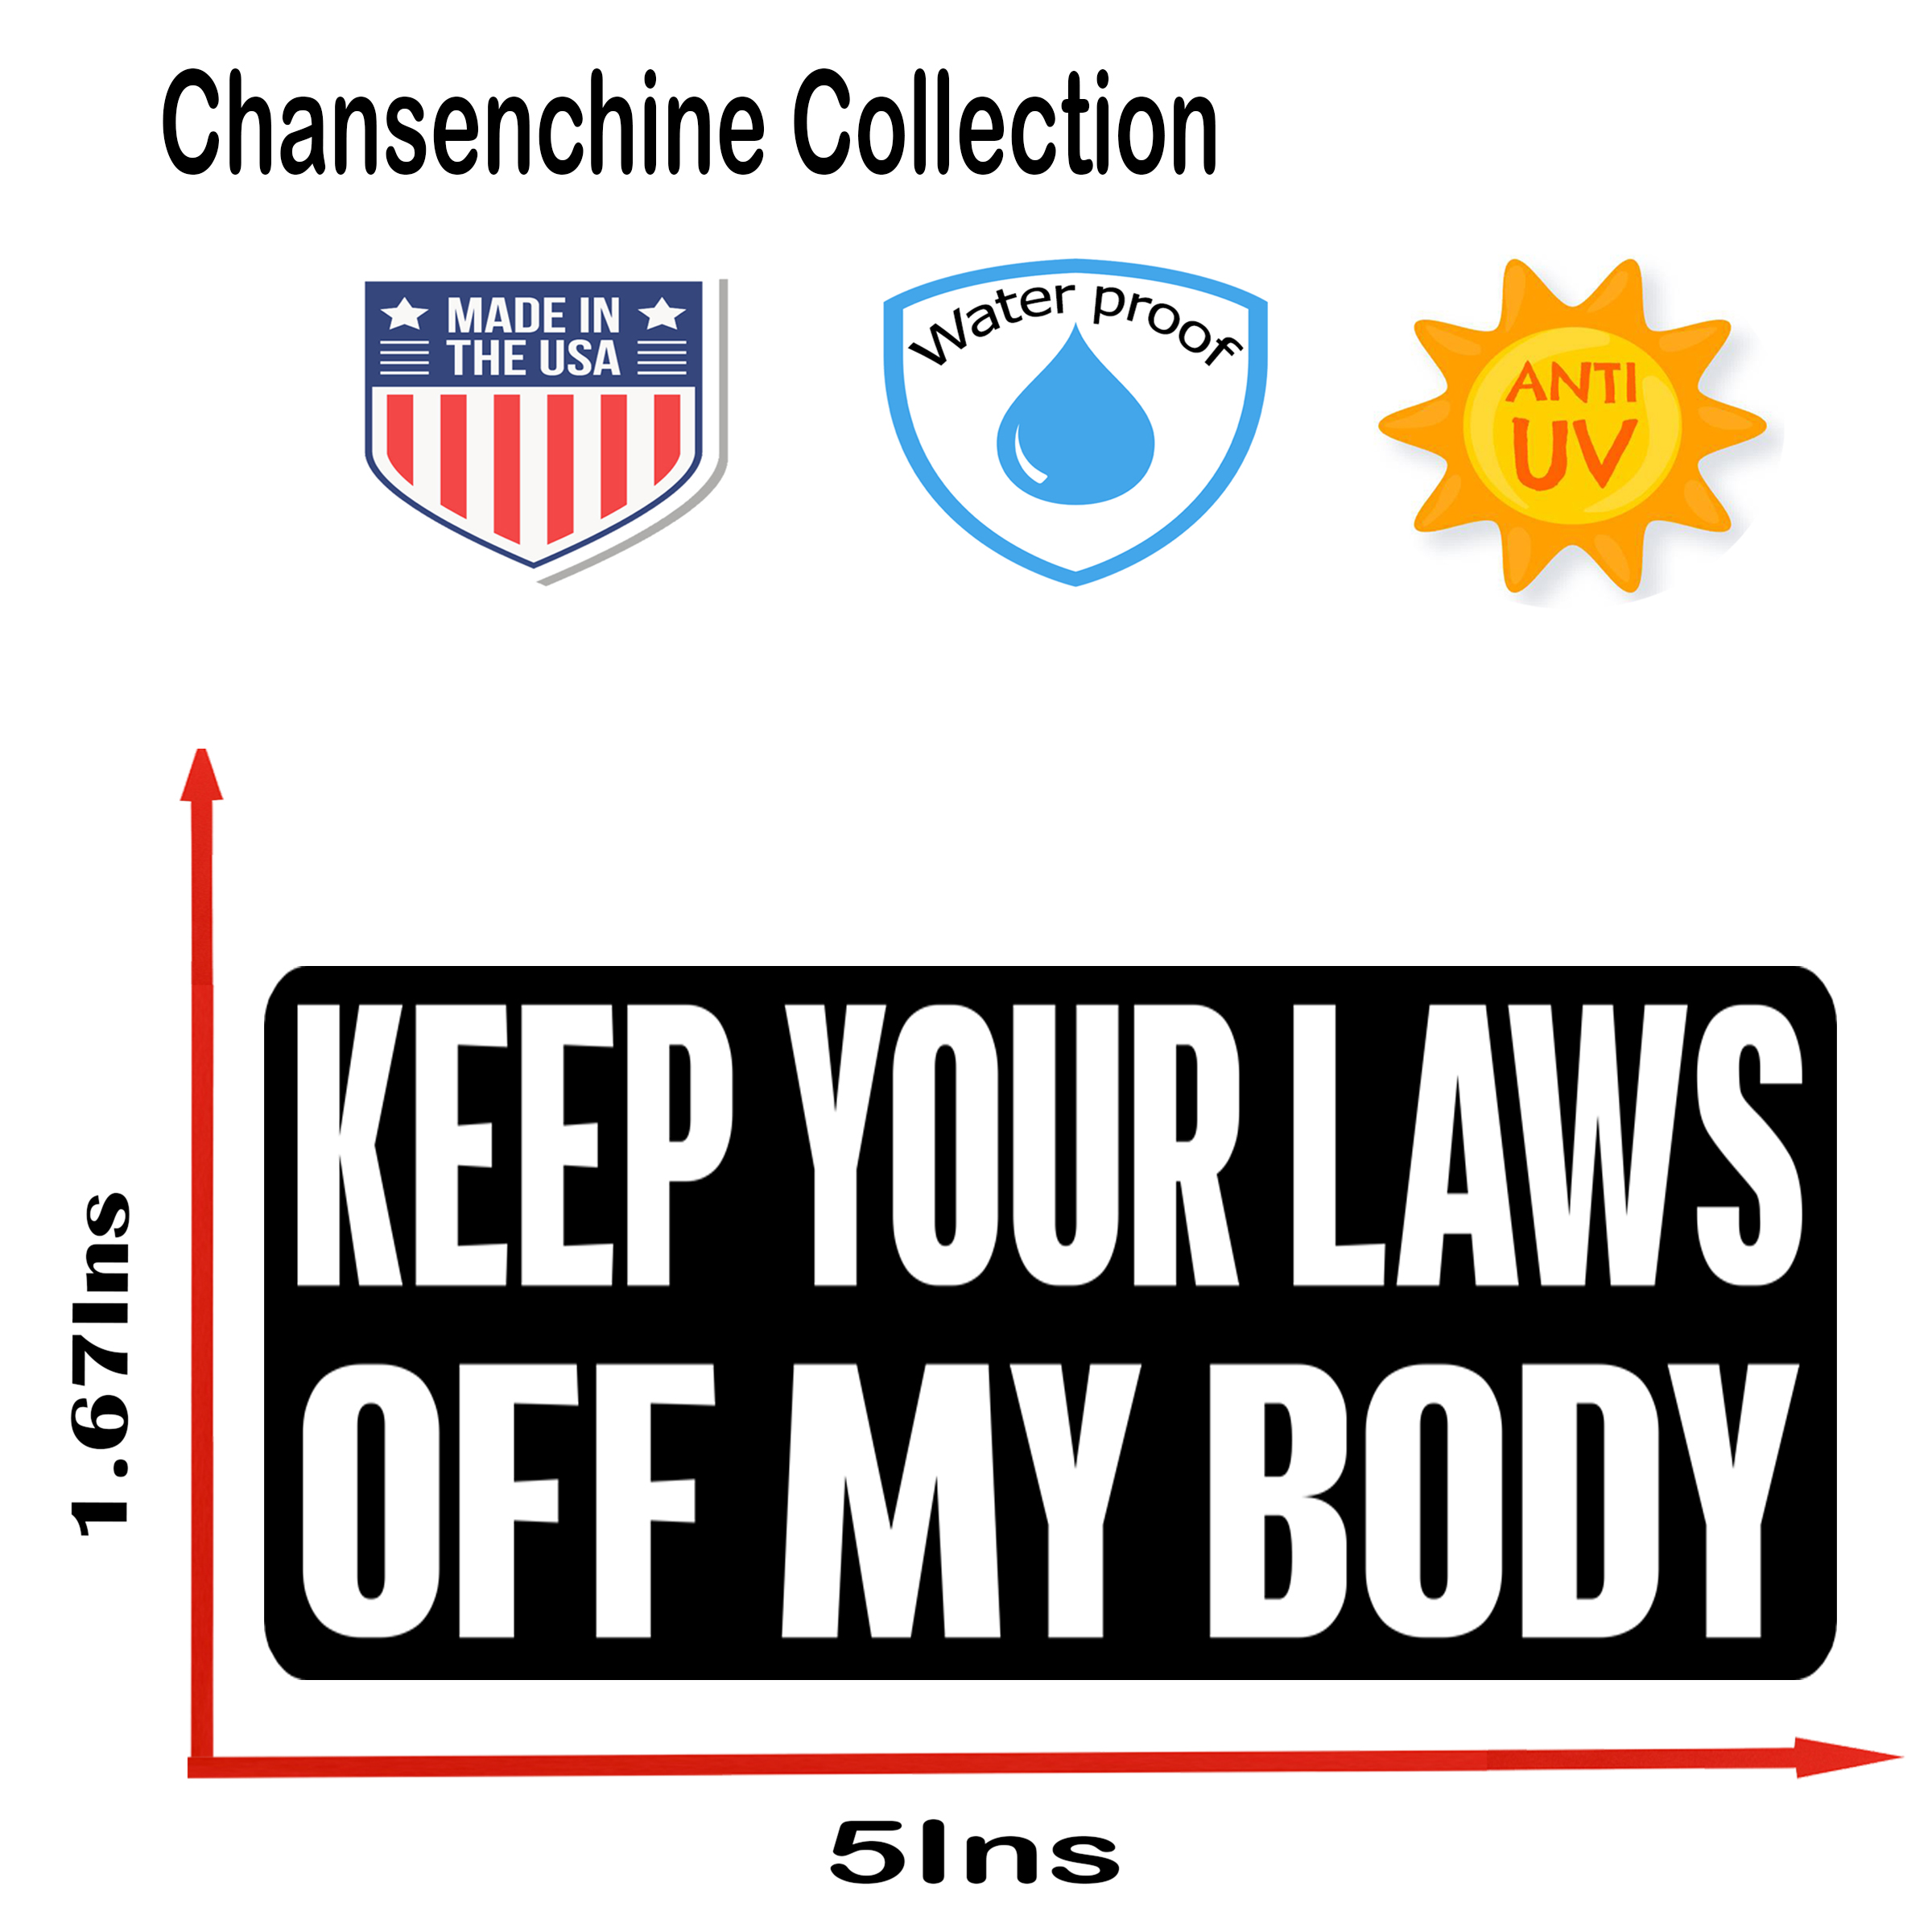 Chansenchine Collection
MADE IN
THE USA
Water proof
ANTI
UV
KEEP YOUR LAWS
OFF MY BODY
1.67Ins
5Ins